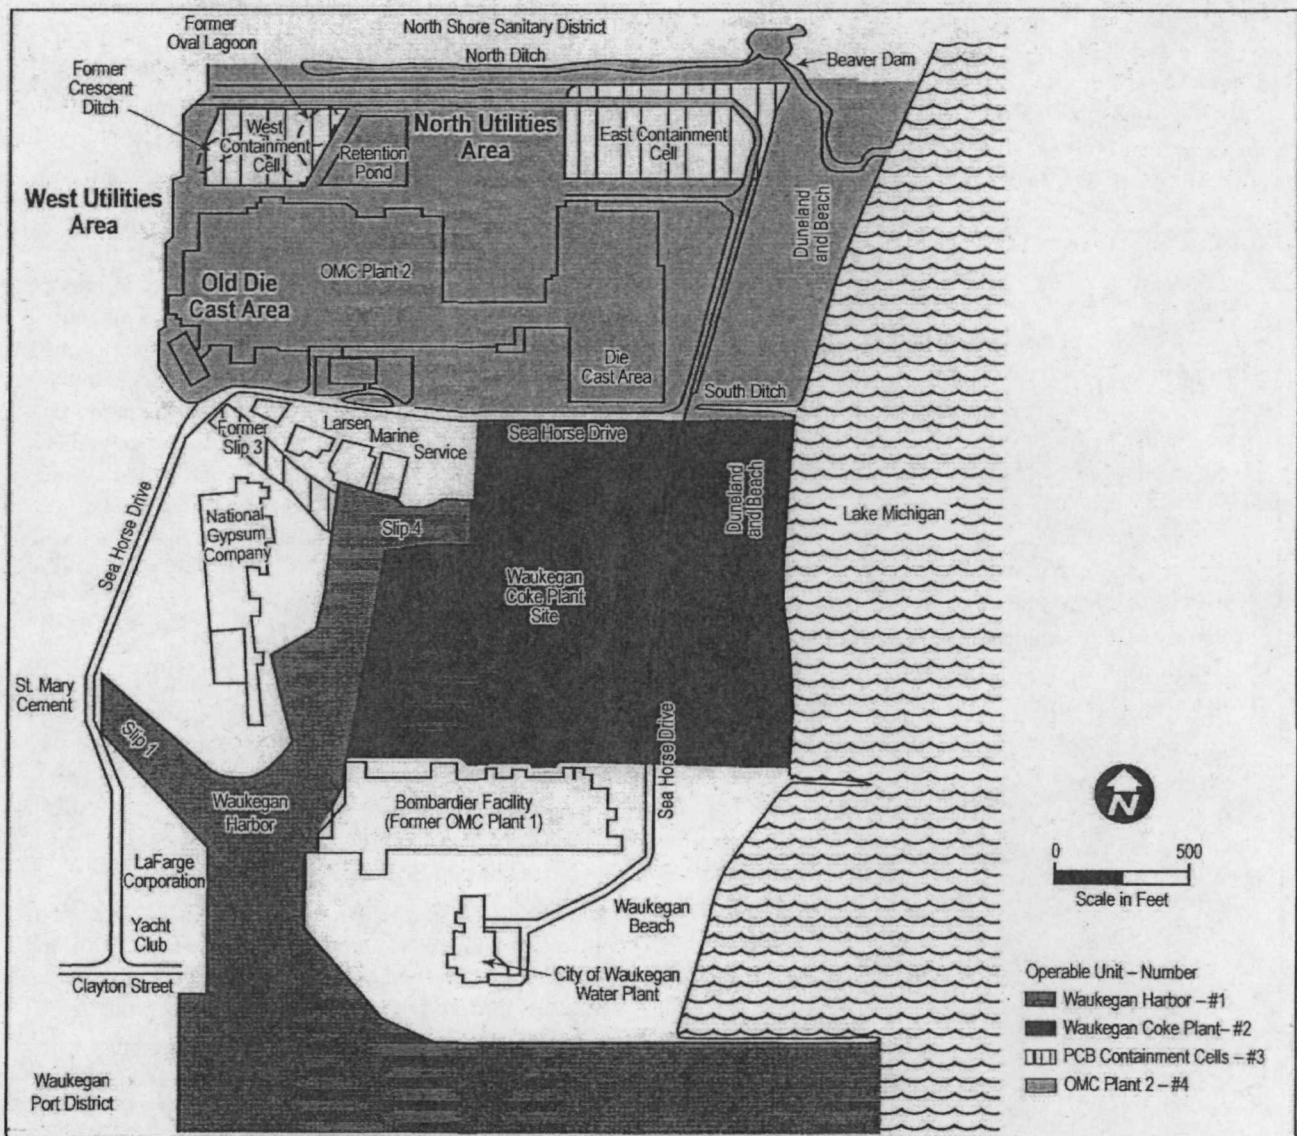 Former
Oval Lagoon
North Shore Sanitary District
North Ditch
Beaver Dam
Former
Crescent
Ditch
West
Containment
Cell
Retention
Pond
North Utilities
Area
East Containment
Cell
West Utilities
Area
Duneland
and Beach
OMC Plant 2
Old Die
Cast Area
Die
Cast Area
South Ditch
Former
Slip 3
Larsen
Marine
Service
Sea Horse Drive
Duneland
and Beach
Sea Horse Drive
National
Gypsum
Company
Slip 4
Lake Michigan
Waukegan
Coke Plant
Site
St. Mary
Cement
Slip 1
Sea Horse Drive
Waukegan
Harbor
Bombardier Facility
(Former OMC Plant 1)
N
0 500
Scale in Feet
LaFarge
Corporation
Yacht
Club
Clayton Street
Waukegan
Beach
City of Waukegan
Water Plant
Waukegan
Port District
Operable Unit – Number
Waukegan Harbor – #1
Waukegan Coke Plant– #2
PCB Containment Cells – #3
OMC Plant 2 – #4